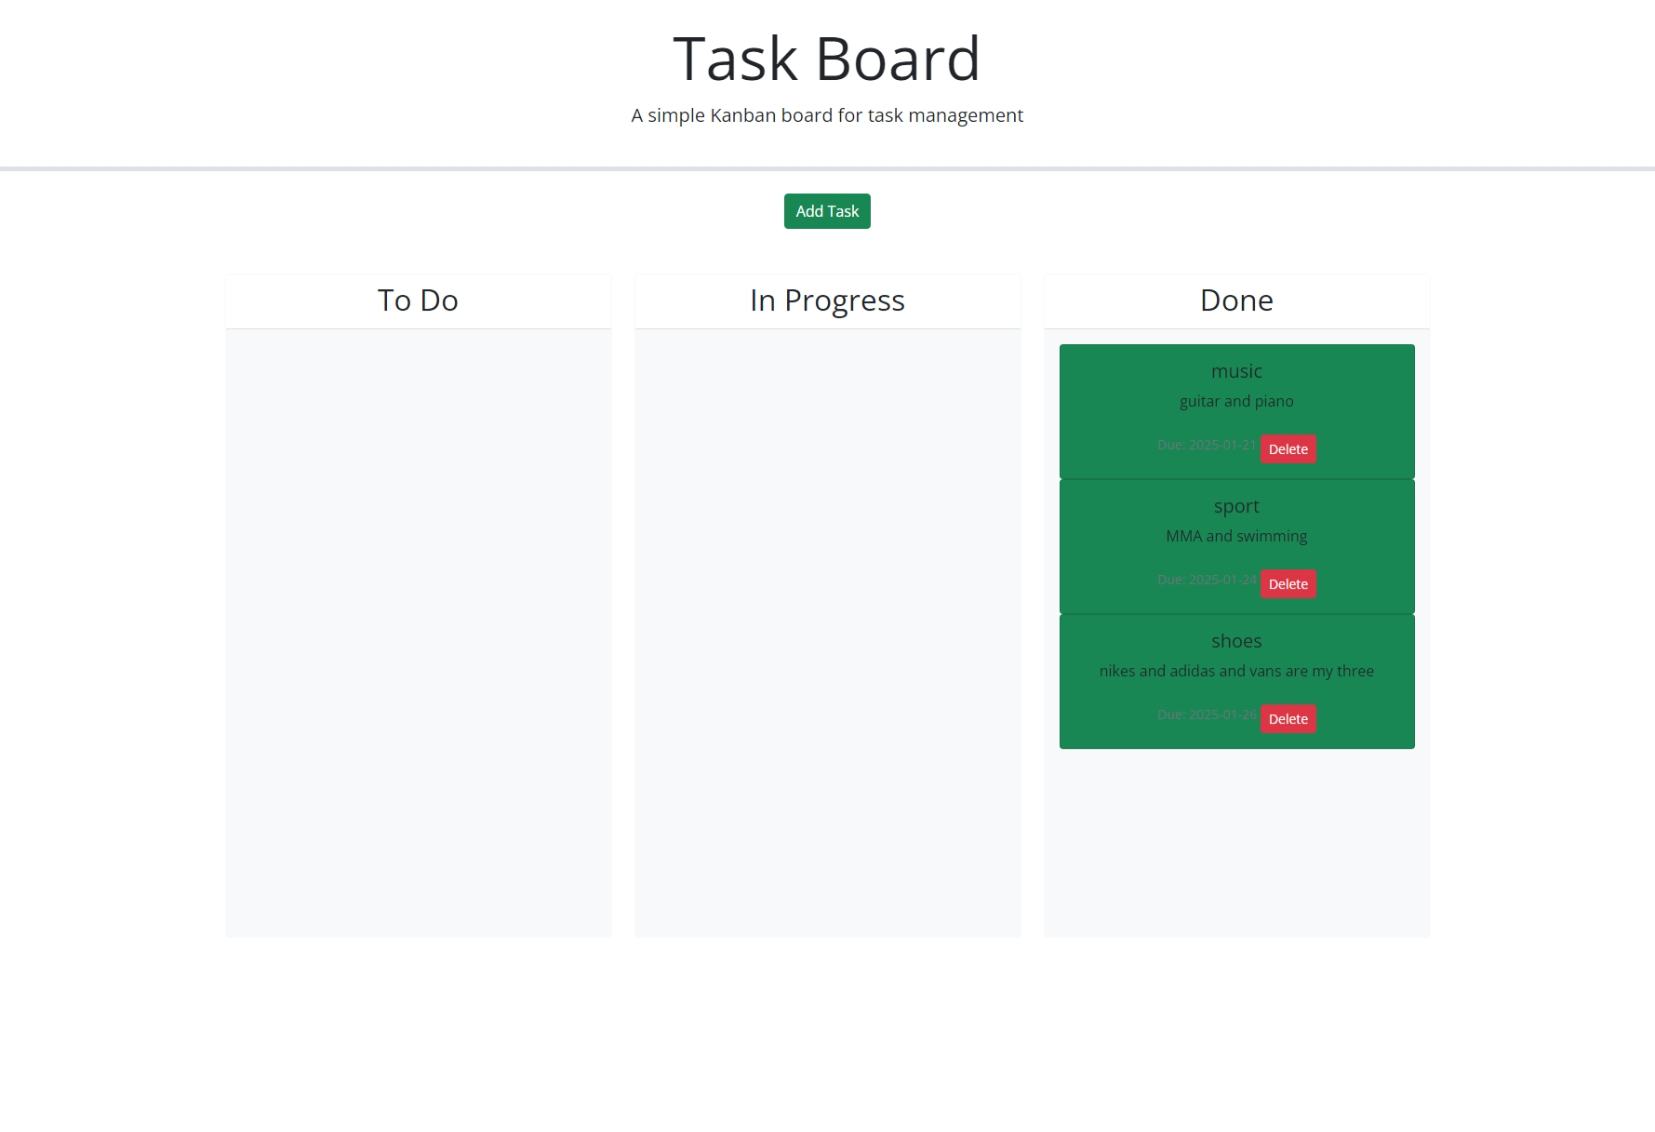 Task Board
A simple Kanban board for task management
Add Task
To Do
In Progress
Done
music
guitar and piano
Due: 2025-01-21 Delete
sport
MMA and swimming
Due: 2025-01-24 Delete
shoes
nikes and adidas and vans are my three
Due: 2025-01-26 Delete